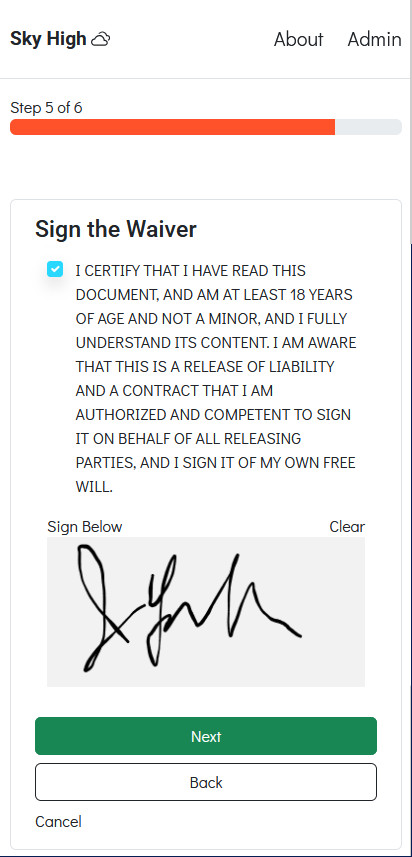 Sky High
About Admin
Step 5 of 6
Sign the Waiver
I CERTIFY THAT I HAVE READ THIS
DOCUMENT, AND AM AT LEAST 18 YEARS
OF AGE AND NOT A MINOR, AND I FULLY
UNDERSTAND ITS CONTENT. I AM AWARE
THAT THIS IS A RELEASE OF LIABILITY
AND A CONTRACT THAT I AM
AUTHORIZED AND COMPETENT TO SIGN
IT ON BEHALF OF ALL RELEASING
PARTIES, AND I SIGN IT OF MY OWN FREE
WILL.
Sign Below
Clear
Next
Back
Cancel